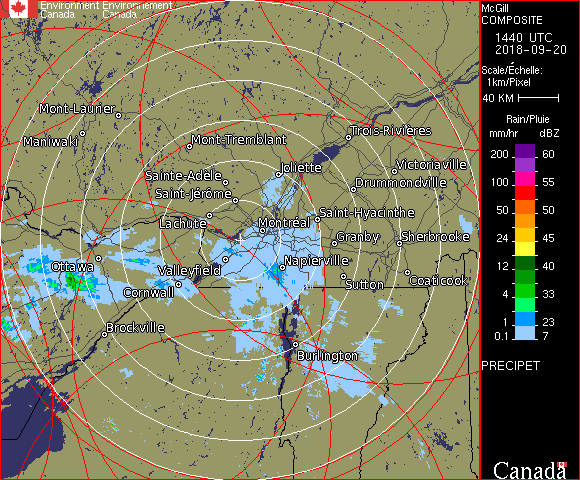 Environment Environnement
Canada Canada
McGill
COMPOSITE
1440 UTC
2018-09-20
Scale/Échelle:
1km/Pixel
40 KM
Rain/Pluie
mm/hr dBZ
200 60
100 55
50 50
24 45
12 40
4 33
1 23
0.1 7
PRECIPET
Canada
Mont-Laurier
Maniwaki
Mont-Tremblant
Trois-Rivières
Sainte-Adèle
Joliette
Victoriaville
Saint-Jérôme
Drummondville
Lachute
Montréal
Saint-Hyacinthe
Granby
Sherbrooke
Ottawa
Valleyfield
Napierville
Cornwall
Sutton
Coaticook
Brockville
Burlington